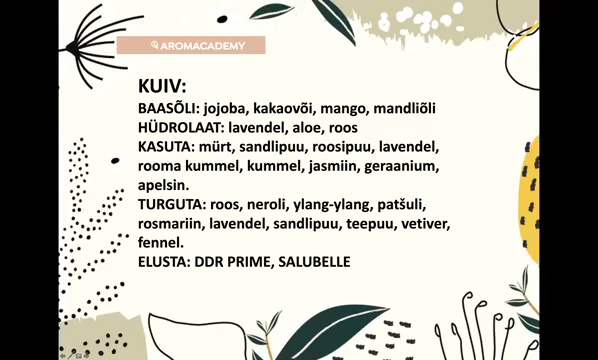 AROMACADEMY
KUIV:
BAASÕLI: jojoba, kakaovõi, mango, mandliõli
HÜDROLAAT: lavendel, aloe, roos
KASUTA: mürt, sandlipuu, roosipuu, lavendel,
rooma kummel, kummel, jasmiin, geraanium,
apelsin.
TURGUTA: roos, neroli, ylang-ylang, patšuli,
rosmariin, lavendel, sandlipuu, teepuu, vetiver,
fennel.
ELUSTA: DDR PRIME, SALUBELLE